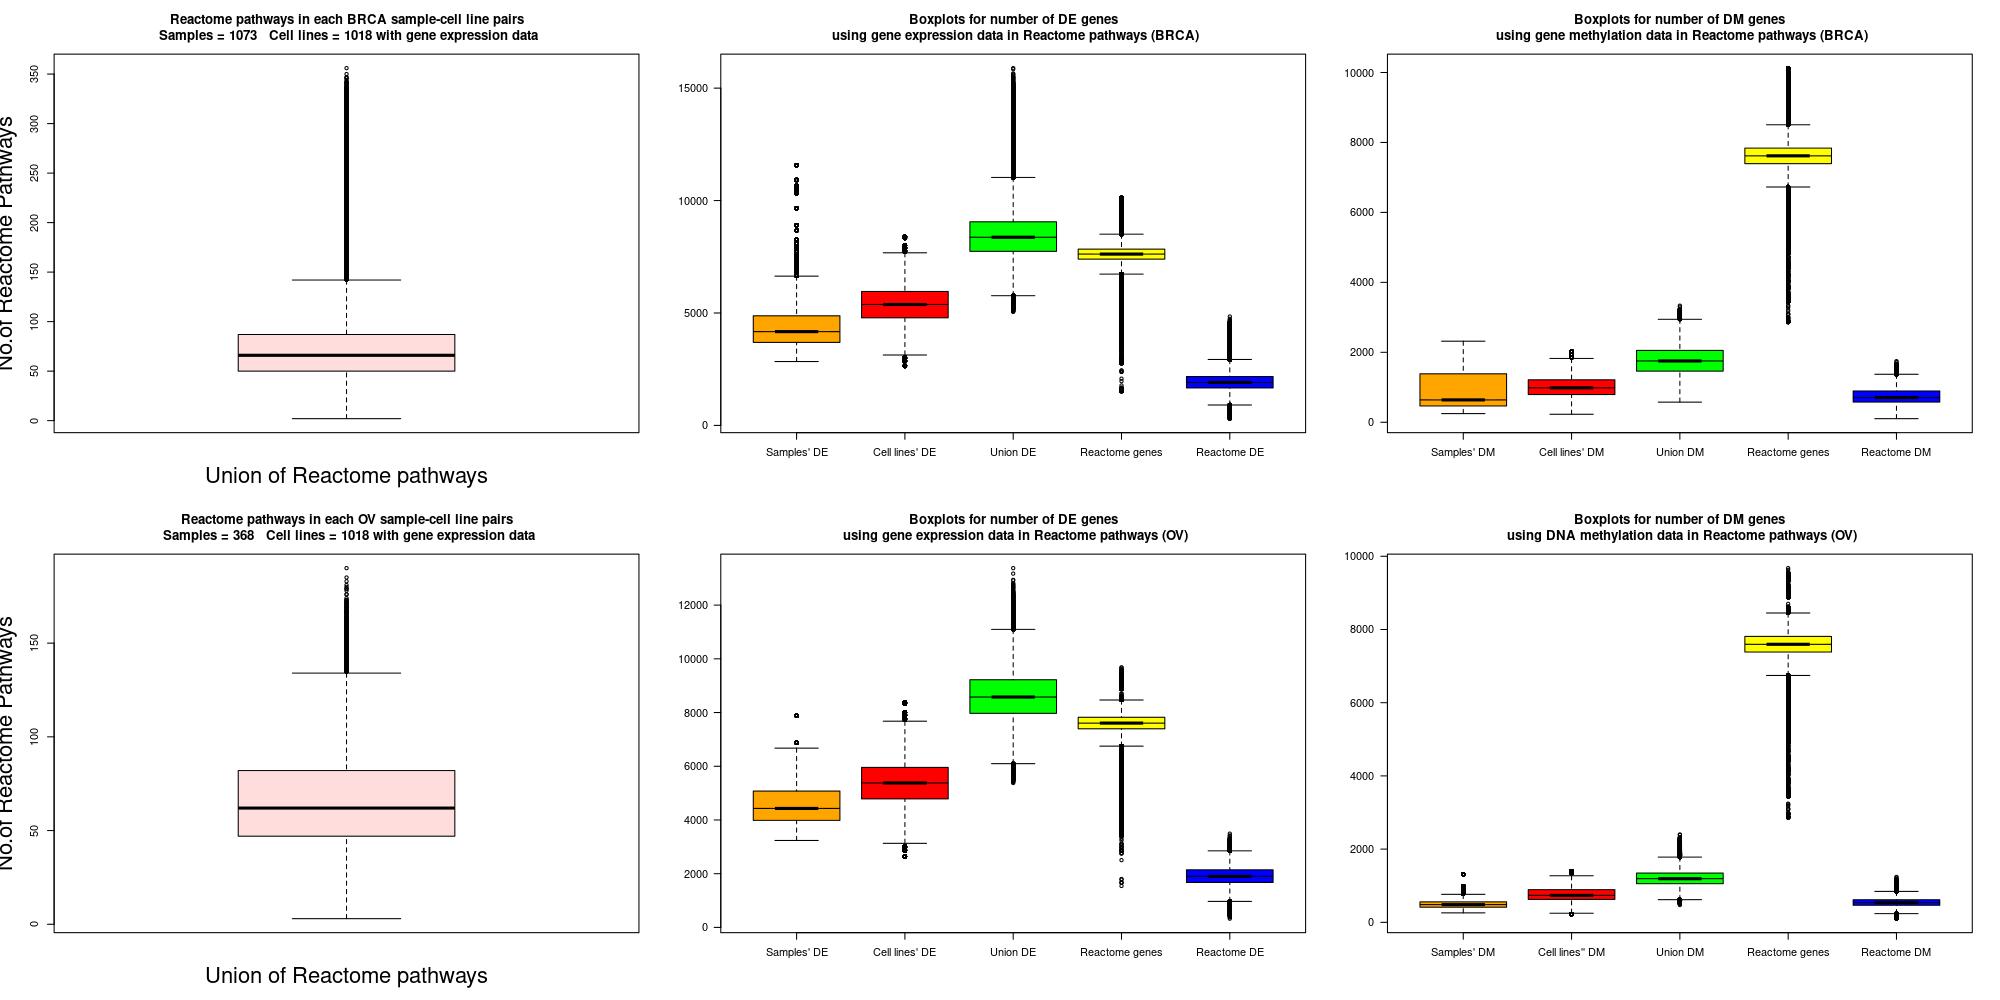 Reactome pathways in each BRCA sample-cell line pairs
Samples = 1073 Cell lines = 1018 with gene expression data
No.of Reactome Pathways
350
300
250
200
150
100
50
0
Union of Reactome pathways
Boxplots for number of DE genes
using gene expression data in Reactome pathways (BRCA)
15000
10000
5000
0
Samples' DE Cell lines' DE Union DE Reactome genes Reactome DE
Boxplots for number of DM genes
using gene methylation data in Reactome pathways (BRCA)
10000
8000
6000
4000
2000
0
Samples' DM Cell lines' DM Union DM Reactome genes Reactome DM
Reactome pathways in each OV sample-cell line pairs
Samples = 368 Cell lines = 1018 with gene expression data
No.of Reactome Pathways
150
100
50
0
Union of Reactome pathways
Boxplots for number of DE genes
using gene expression data in Reactome pathways (OV)
12000
10000
8000
6000
4000
2000
0
Samples' DE Cell lines' DE Union DE Reactome genes Reactome DE
Boxplots for number of DM genes
using DNA methylation data in Reactome pathways (OV)
10000
8000
6000
4000
2000
0
Samples' DM Cell lines'' DM Union DM Reactome genes Reactome DM